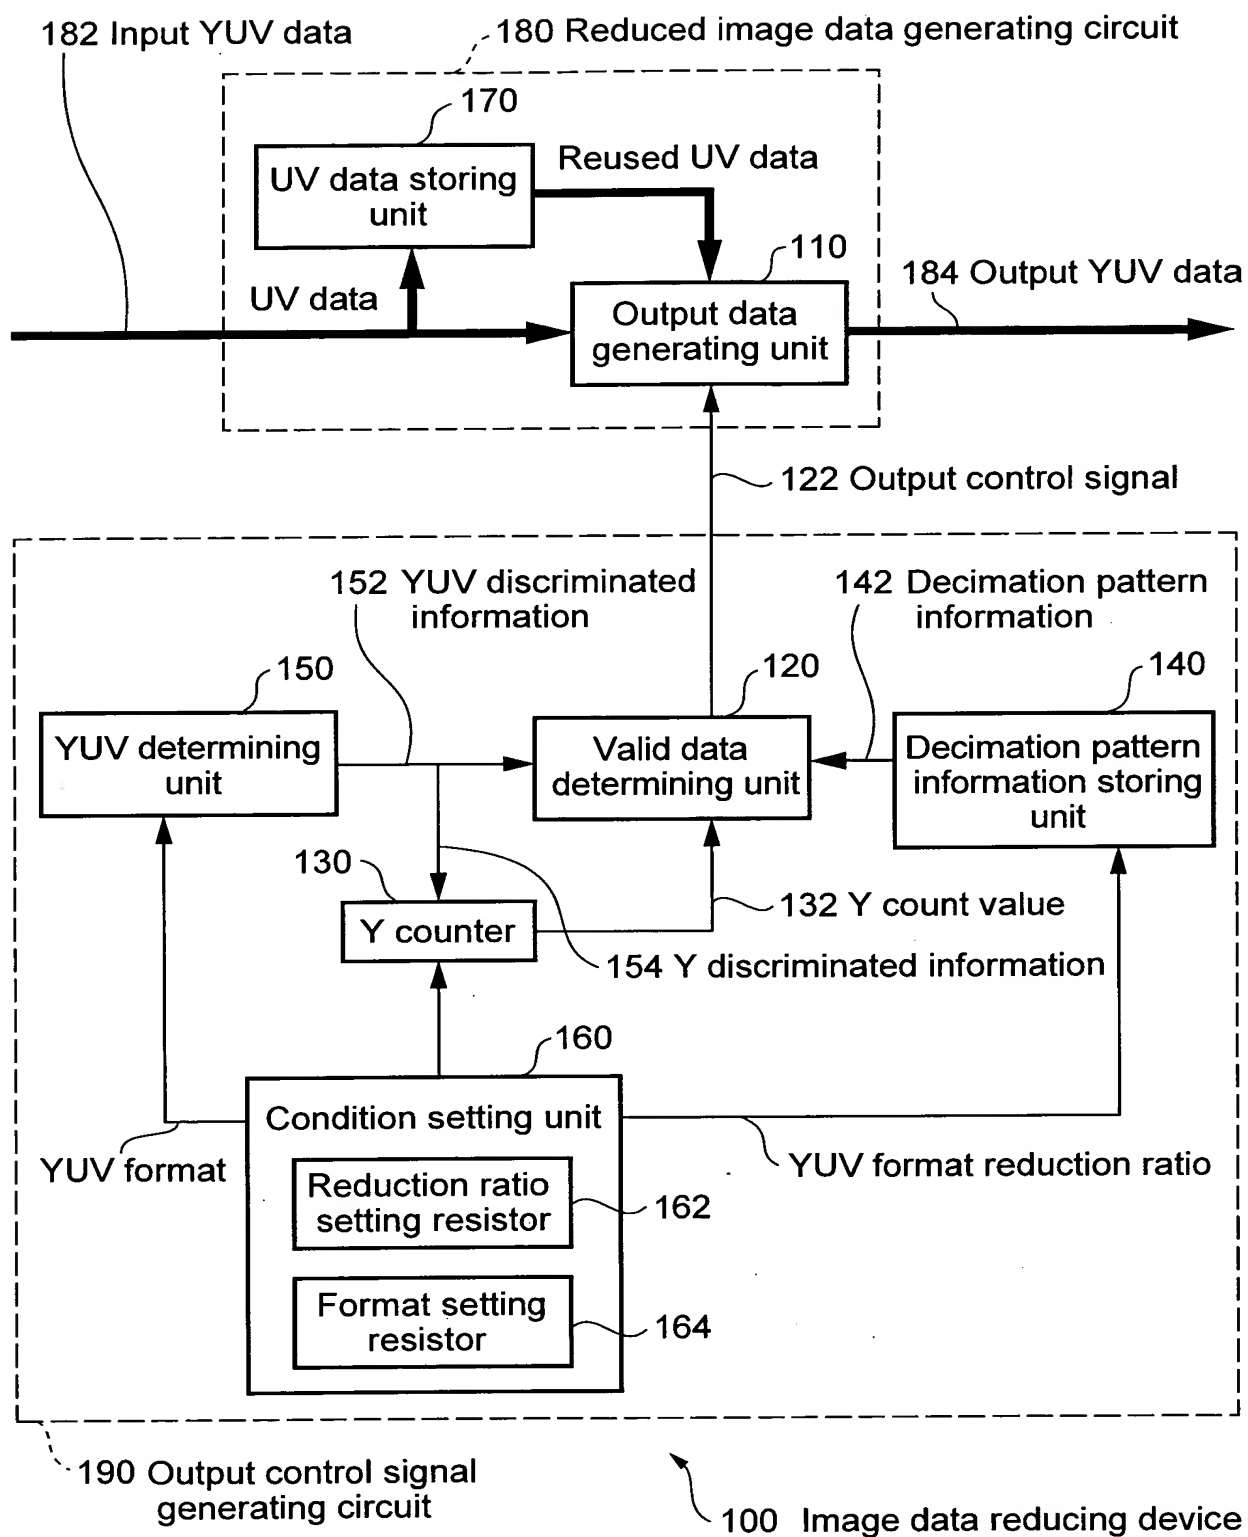 182 Input YUV data
180 Reduced image data generating circuit
170
UV data storing
unit
Reused UV data
UV data
110
Output data
generating unit
184 Output YUV data
122 Output control signal
152 YUV discriminated
information
142 Decimation pattern
information
150
YUV determining
unit
120
Valid data
determining unit
140
Decimation pattern
information storing
unit
130
Y counter
132 Y count value
154 Y discriminated information
160
Condition setting unit
YUV format
YUV format reduction ratio
Reduction ratio
setting resistor
162
Format setting
resistor
164
190 Output control signal
generating circuit
100 Image data reducing device